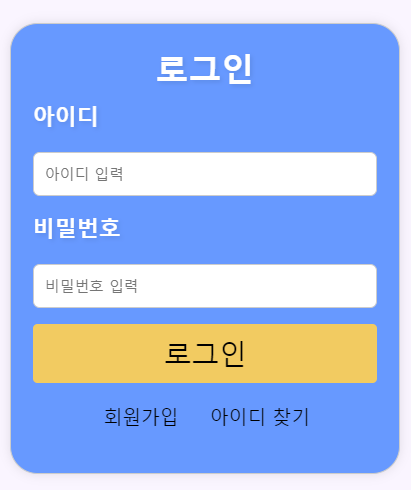 로그인
아이디
아이디 입력
비밀번호
비밀번호 입력
로그인
회원가입 아이디 찾기